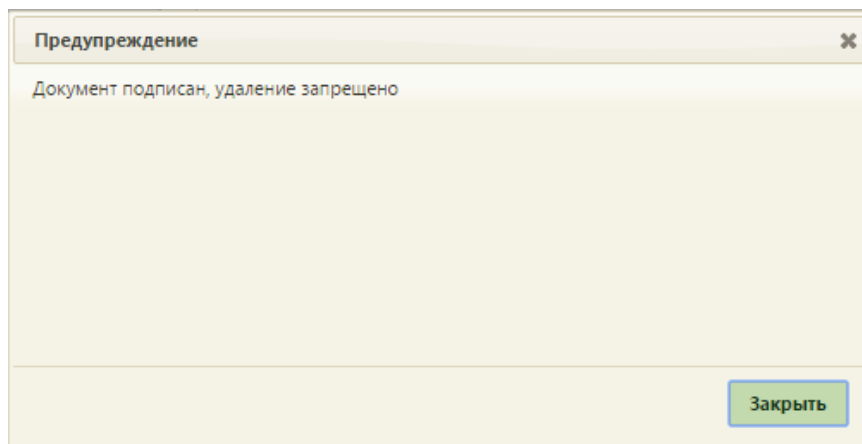 Предупреждение
Документ подписан, удаление запрещено
Закрыть